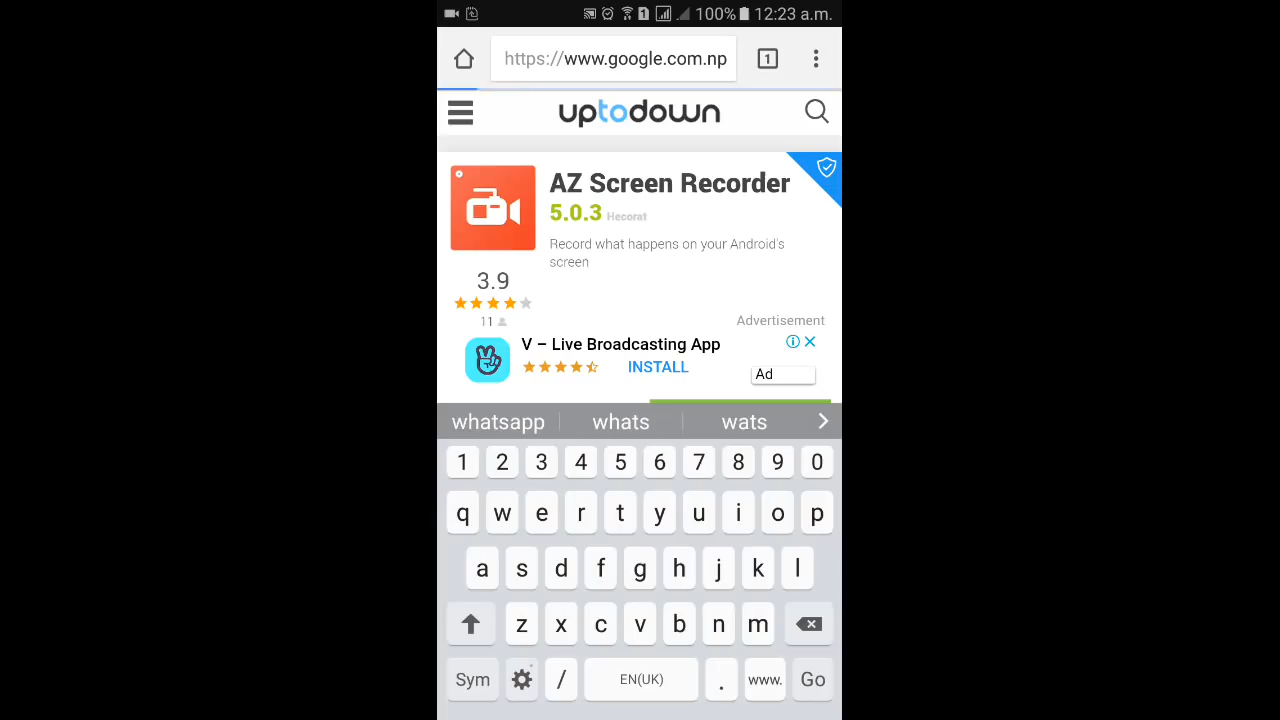 1 100% 12:23 a.m.
https://www.google.com.np 1
uptodown
AZ Screen Recorder
5.0.3 Hecorat
Record what happens on your Android's
screen
3.9
11
Advertisement
V – Live Broadcasting App
INSTALL
Ad
whatsapp whats wats
1 2 3 4 5 6 7 8 9 0
q w e r t y u i o p
a s d f g h j k l
z x c v b n m
Sym / EN(UK) . www. Go